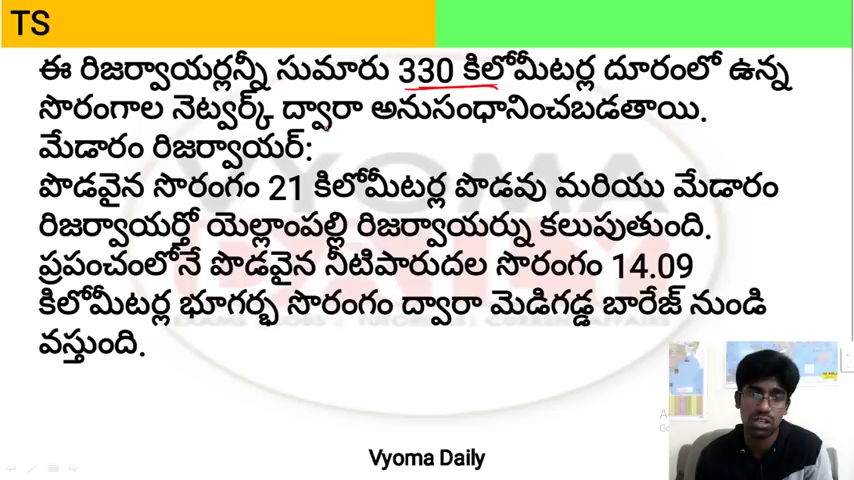 TS
ఈ రిజర్వాయర్లన్నీ సుమారు 330 కిలోమీటర్ల దూరంలో ఉన్న
సొరంగాల నెట్వర్క్ ద్వారా అనుసంధానించబడతాయి.
మేడారం రిజర్వాయర్:
పొడవైన సొరంగం 21 కిలోమీటర్ల పొడవు మరియు మేడారం
రిజర్వాయర్తో యెల్లాంపల్లి రిజర్వాయర్ను కలుపుతుంది.
ప్రపంచంలోనే పొడవైన నీటిపారుదల సొరంగం 14.09
కిలోమీటర్ల భూగర్భ సొరంగం ద్వారా మెడిగడ్డ బారేజ్ నుండి
వస్తుంది.
Vyoma Daily